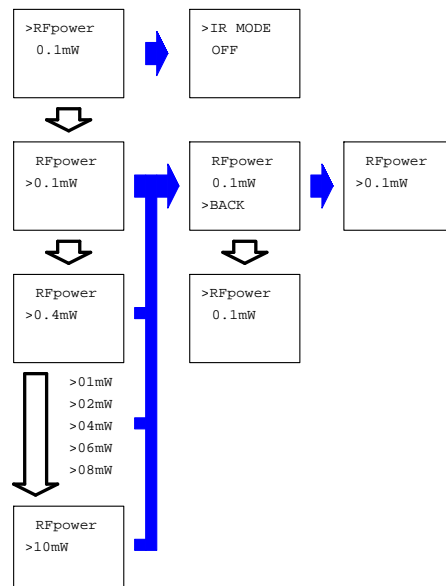 >RFpower
0.1mW
>IR MODE
OFF
RFpower
>0.1mW
RFpower
0.1mW
>BACK
RFpower
>0.1mW
RFpower
>0.4mW
>RFpower
0.1mW
>01mW
>02mW
>04mW
>06mW
>08mW
RFpower
>10mW